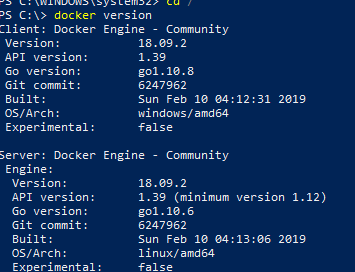 PS C:\WINDOWS\system32> cd /
PS C:\> docker version
Client: Docker Engine - Community
Version: 18.09.2
API version: 1.39
Go version: go1.10.8
Git commit: 6247962
Built: Sun Feb 10 04:12:31 2019
OS/Arch: windows/amd64
Experimental: false
Server: Docker Engine - Community
Engine:
Version: 18.09.2
API version: 1.39 (minimum version 1.12)
Go version: go1.10.6
Git commit: 6247962
Built: Sun Feb 10 04:13:06 2019
OS/Arch: linux/amd64
Experimental: false